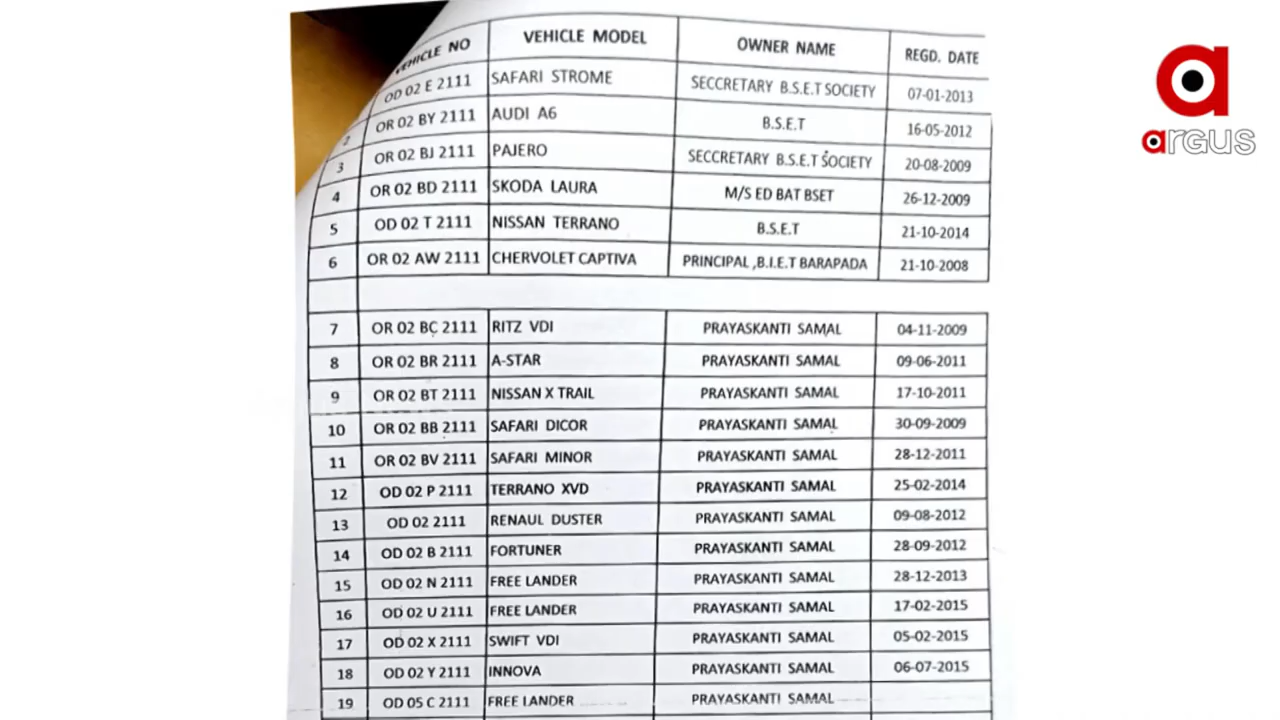 VEHICLE NO VEHICLE MODEL OWNER NAME REGD. DATE
OD 02 E 2111 SAFARI STROME SECCRETARY B.S.E.T SOCIETY 07-01-2013
2 OR 02 BY 2111 AUDI A6 B.S.E.T 16-05-2012
3 OR 02 BJ 2111 PAJERO SECCRETARY B.S.E.T SOCIETY 20-08-2009
4 OR 02 BD 2111 SKODA LAURA M/S ED BAT BSET 26-12-2009
5 OD 02 T 2111 NISSAN TERRANO B.S.E.T 21-10-2014
6 OR 02 AW 2111 CHERVOLET CAPTIVA PRINCIPAL ,B.I.E.T BARAPADA 21-10-2008
7 OR 02 BC 2111 RITZ VDI PRAYASKANTI SAMAL 04-11-2009
8 OR 02 BR 2111 A-STAR PRAYASKANTI SAMAL 09-06-2011
9 OR 02 BT 2111 NISSAN X TRAIL PRAYASKANTI SAMAL 17-10-2011
10 OR 02 BB 2111 SAFARI DICOR PRAYASKANTI SAMAL 30-09-2009
11 OR 02 BV 2111 SAFARI MINOR PRAYASKANTI SAMAL 28-12-2011
12 OD 02 P 2111 TERRANO XVD PRAYASKANTI SAMAL 25-02-2014
13 OD 02 2111 RENAUL DUSTER PRAYASKANTI SAMAL 09-08-2012
14 OD 02 B 2111 FORTUNER PRAYASKANTI SAMAL 28-09-2012
15 OD 02 N 2111 FREE LANDER PRAYASKANTI SAMAL 28-12-2013
16 OD 02 U 2111 FREE LANDER PRAYASKANTI SAMAL 17-02-2015
17 OD 02 X 2111 SWIFT VDI PRAYASKANTI SAMAL 05-02-2015
18 OD 02 Y 2111 INNOVA PRAYASKANTI SAMAL 06-07-2015
19 OD 05 C 2111 FREE LANDER PRAYASKANTI SAMAL
a
argus